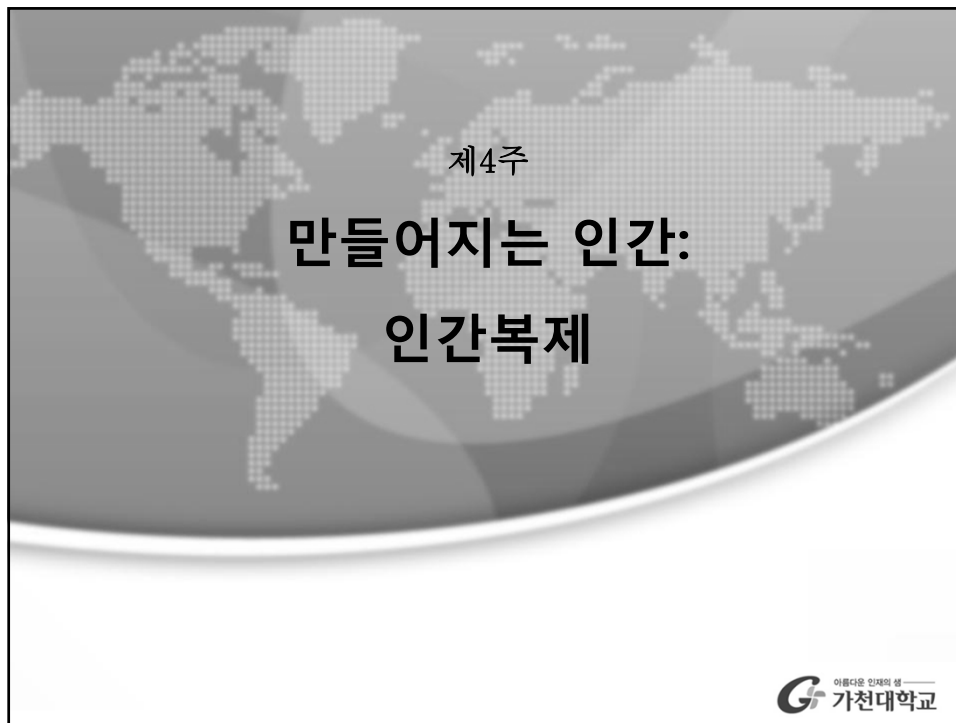 제4주
만들어지는 인간:
인간복제
아름다운 인재의 샘
가천대학교